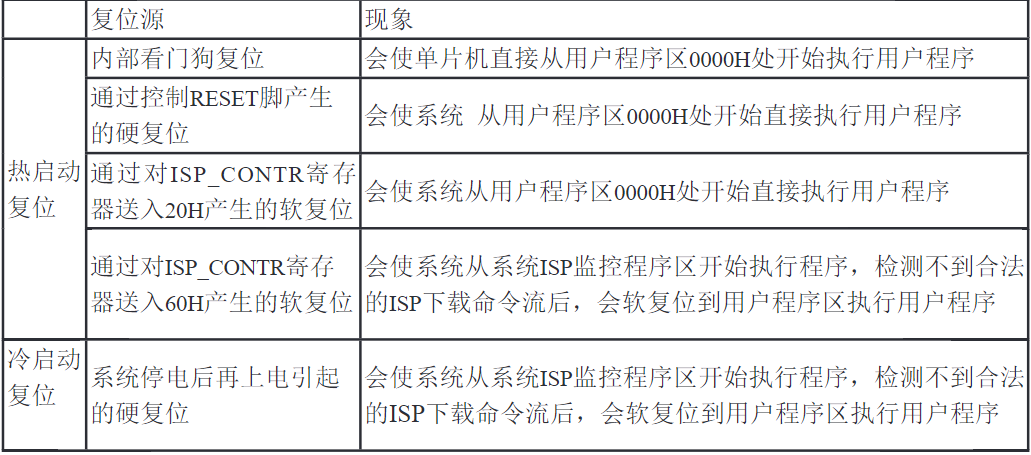 复位源
现象
热启动
复位
内部看门狗复位
会使单片机直接从用户程序区0000H处开始执行用户程序
通过控制RESET脚产生
的硬复位
会使系统 从用户程序区0000H处开始直接执行用户程序
通过对ISP_CONTR寄存
器送入20H产生的软复位
会使系统从用户程序区0000H处开始直接执行用户程序
通过对ISP_CONTR寄存
器送入60H产生的软复位
会使系统从系统ISP监控程序区开始执行程序，检测不到合法
的ISP下载命令流后，会软复位到用户程序区执行用户程序
冷启动
复位
系统停电后再上电引起
的硬复位
会使系统从系统ISP监控程序区开始执行程序，检测不到合法
的ISP下载命令流后，会软复位到用户程序区执行用户程序